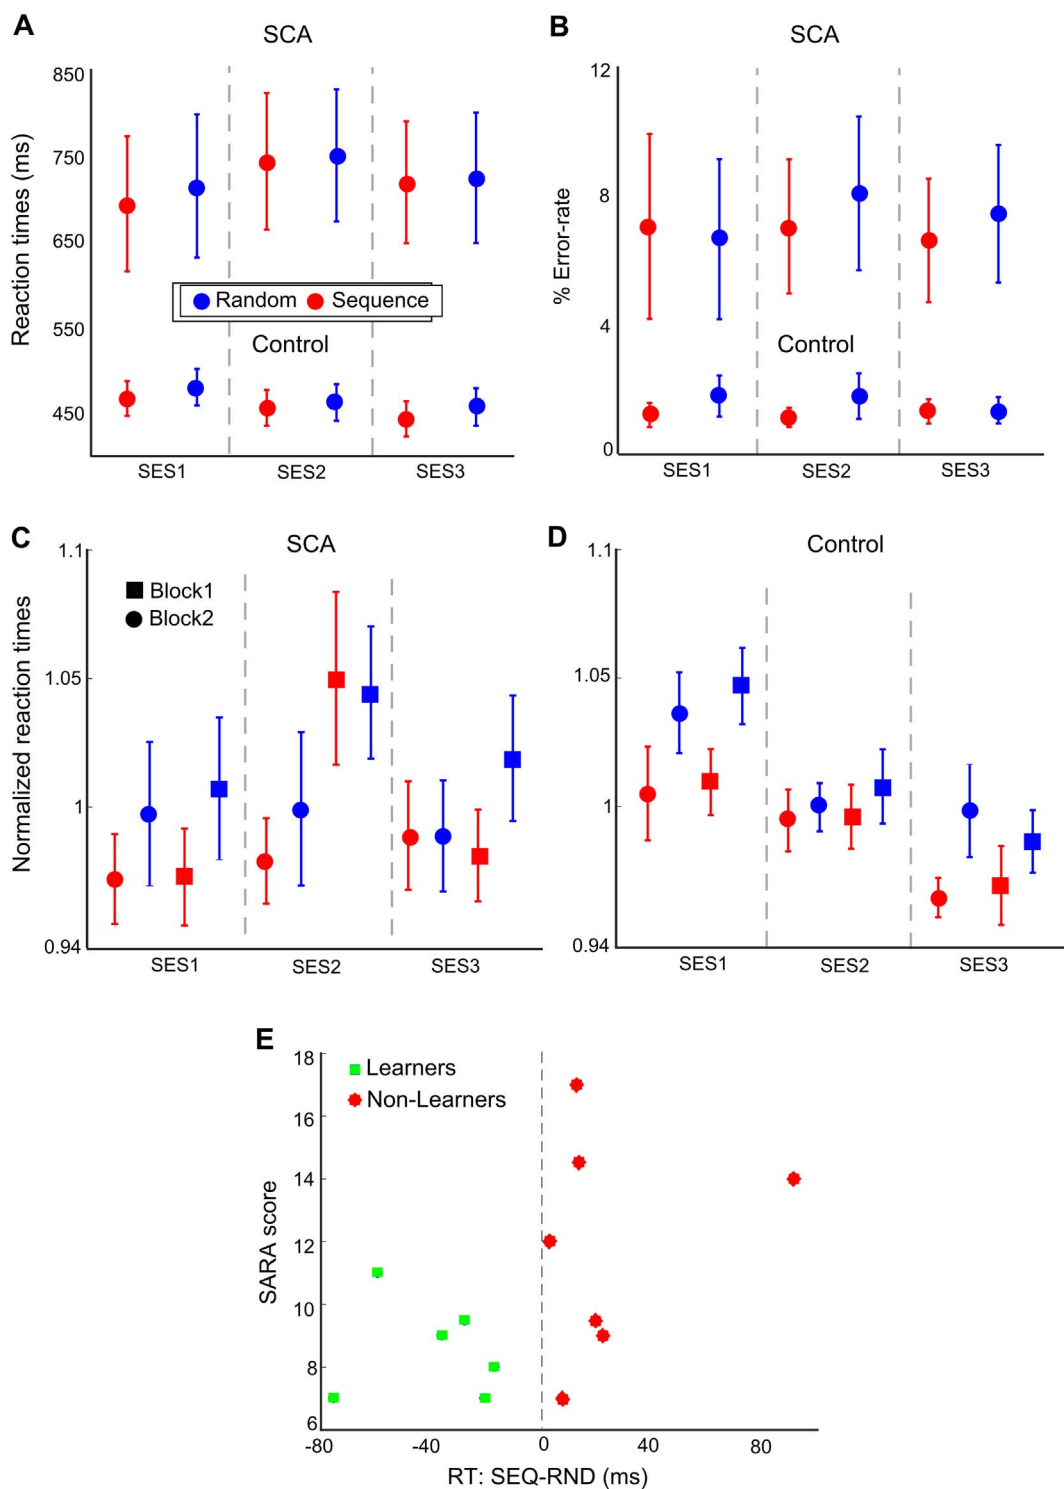 A
SCA
850
750
650
550
450
Reaction times (ms)
Random Sequence
Control
SES1 SES2 SES3
B
SCA
12
8
4
0
% Error-rate
Control
SES1 SES2 SES3
C
SCA
1.1
1.05
1
0.94
Normalized reaction times
Block1
Block2
SES1 SES2 SES3
D
Control
1.1
1.05
1
0.94
SES1 SES2 SES3
E
18
16
14
12
10
8
6
SARA score
Learners
Non-Learners
-80 -40 0 40 80
RT: SEQ-RND (ms)